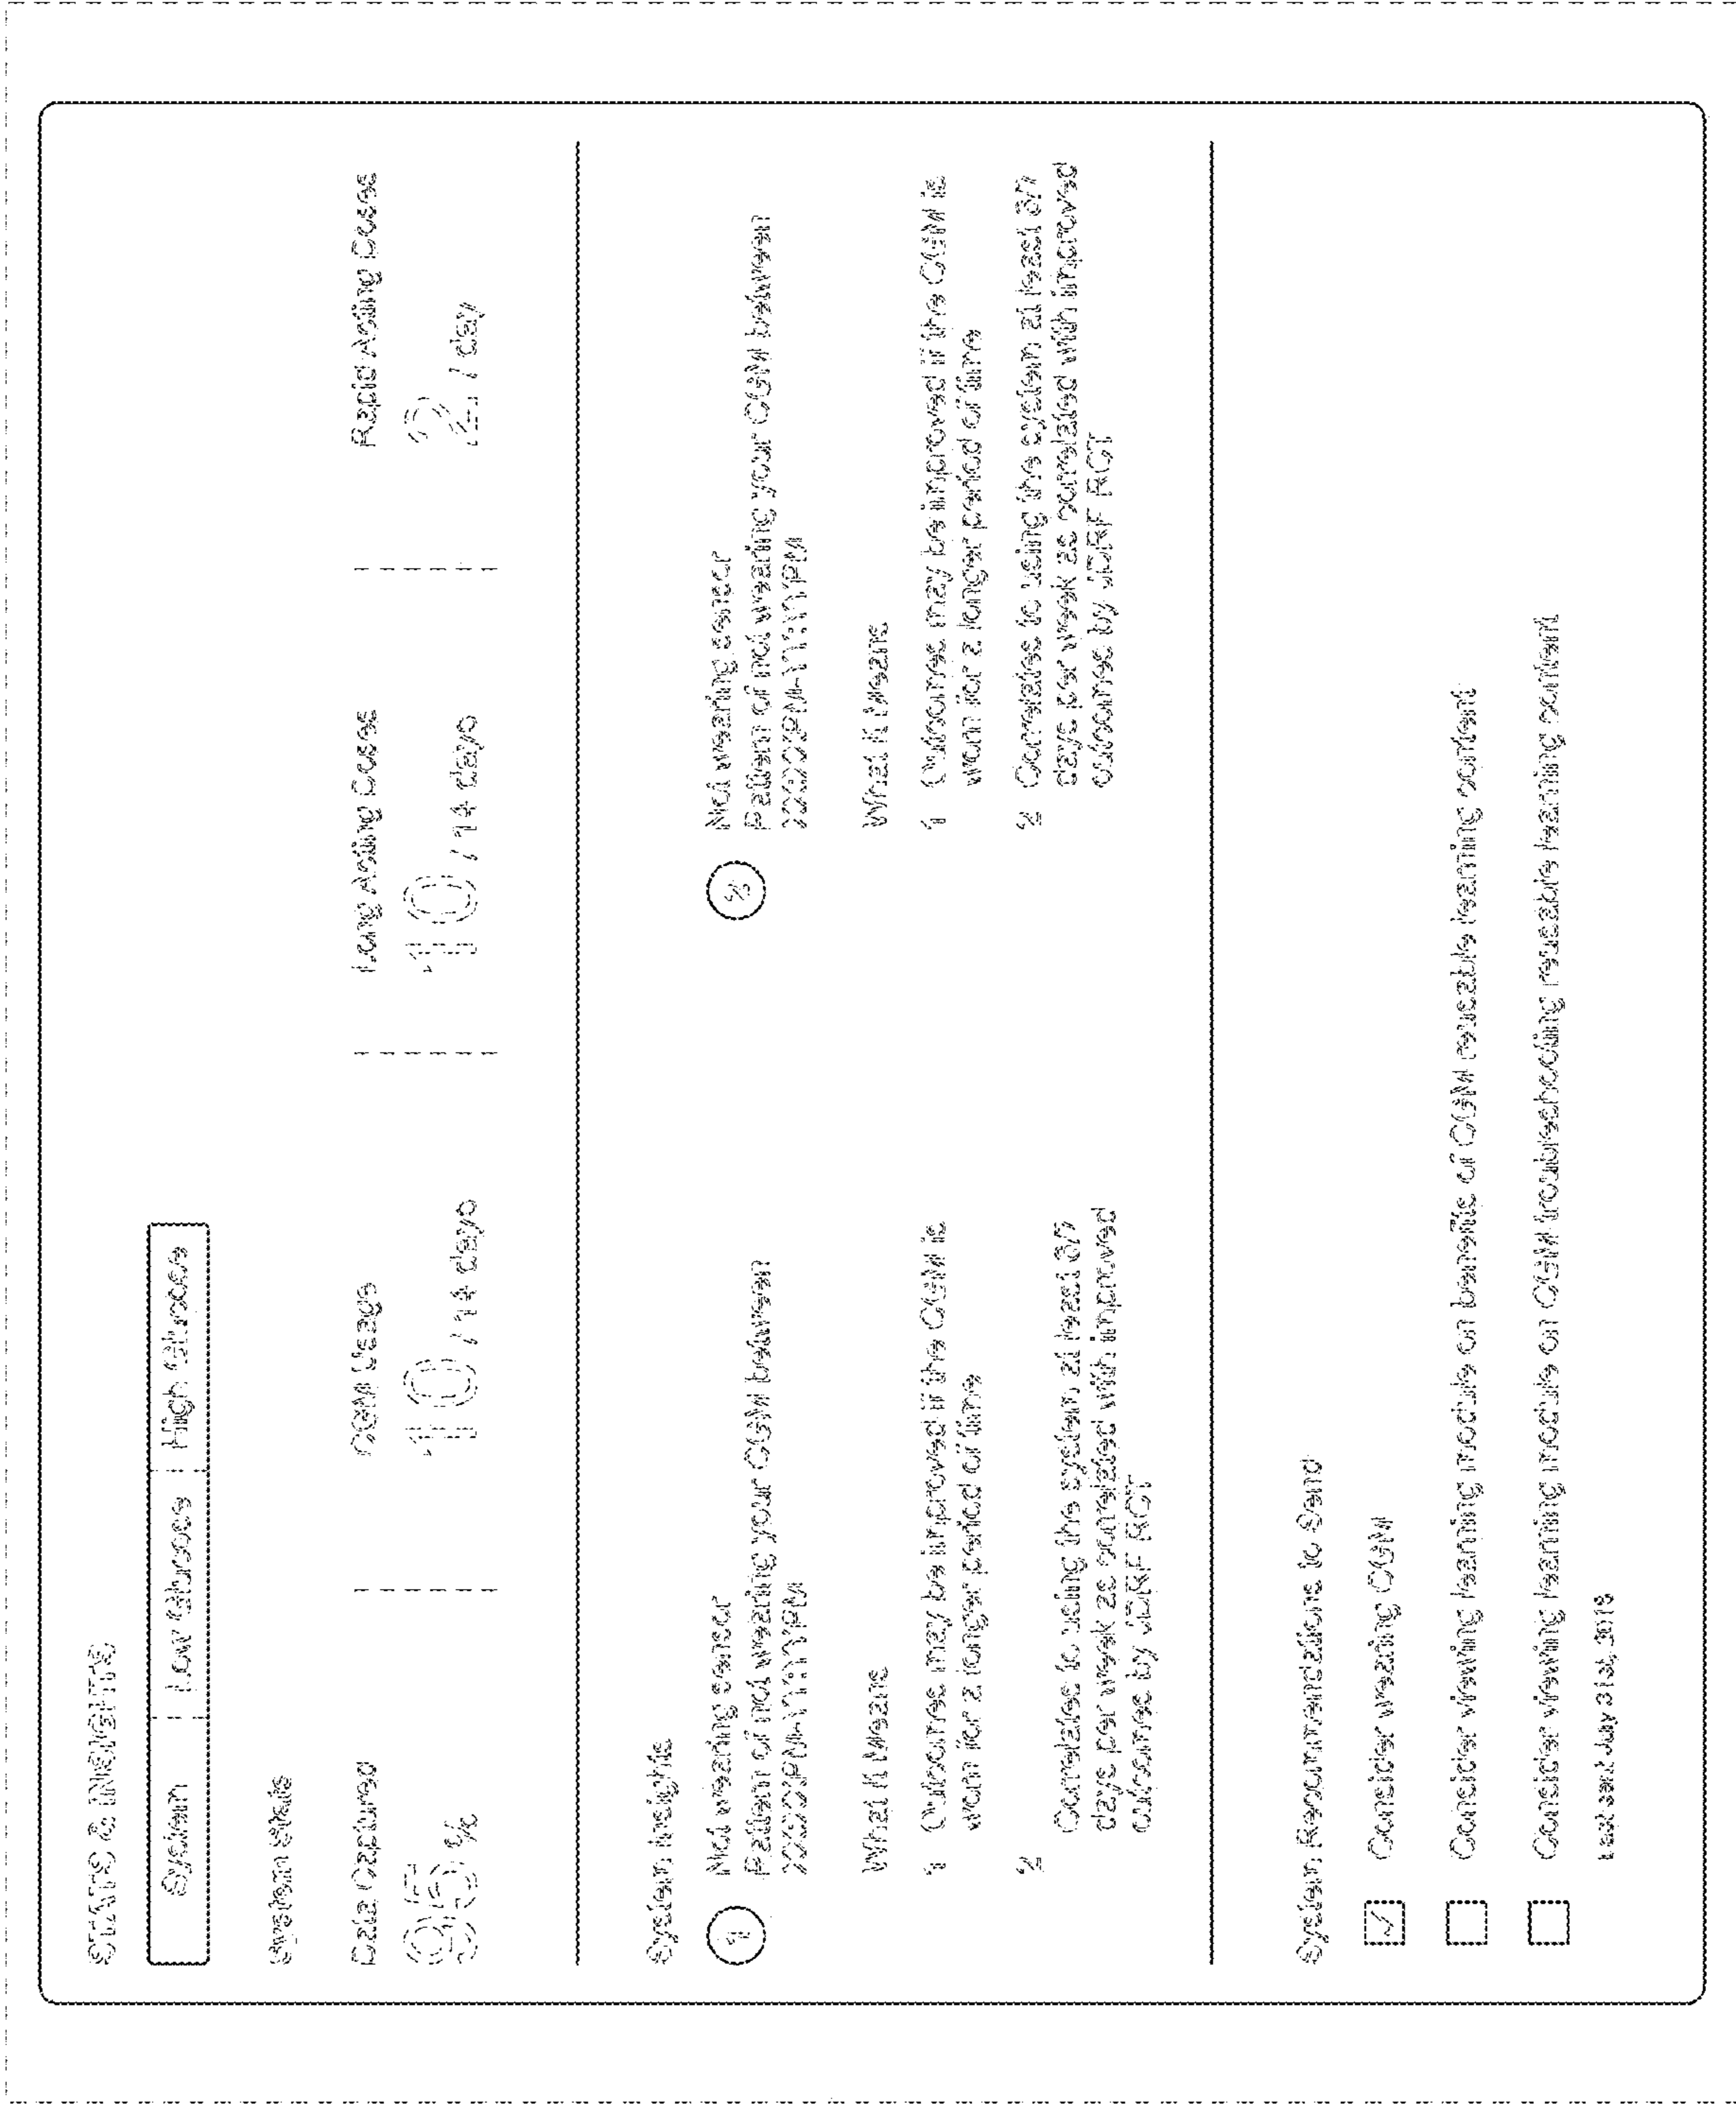 STATS & INSIGHTS
System | Low Glucose | High Glucose
System Stats
Data Captured
95 %
CGM Usage
10 / 14 days
Long Acting Doses
10 / 14 days
Rapid Acting Doses
2 / day
System Insights
1 Not wearing sensor
Pattern of not wearing your CGM between
XX:XXPM-YY:YYPM
What It Means
1 Outcomes may be improved if the CGM is
worn for a longer period of time
2
Correlates to using the system at least 6/7
days per week as correlated with improved
outcomes by JDRF RCT
2 Not wearing sensor
Pattern of not wearing your CGM between
XX:XXPM-YY:YYPM
What It Means
1 Outcomes may be improved if the CGM is
worn for a longer period of time
2 Correlates to using the system at least 6/7
days per week as correlated with improved
outcomes by JDRF RCT
System Recommendations to Send
Consider wearing CGM
Consider viewing learning module on benefits of CGM reusable learning content
Consider viewing learning module on CGM troubleshooting reusable learning content
Last sent July 31st, 2018